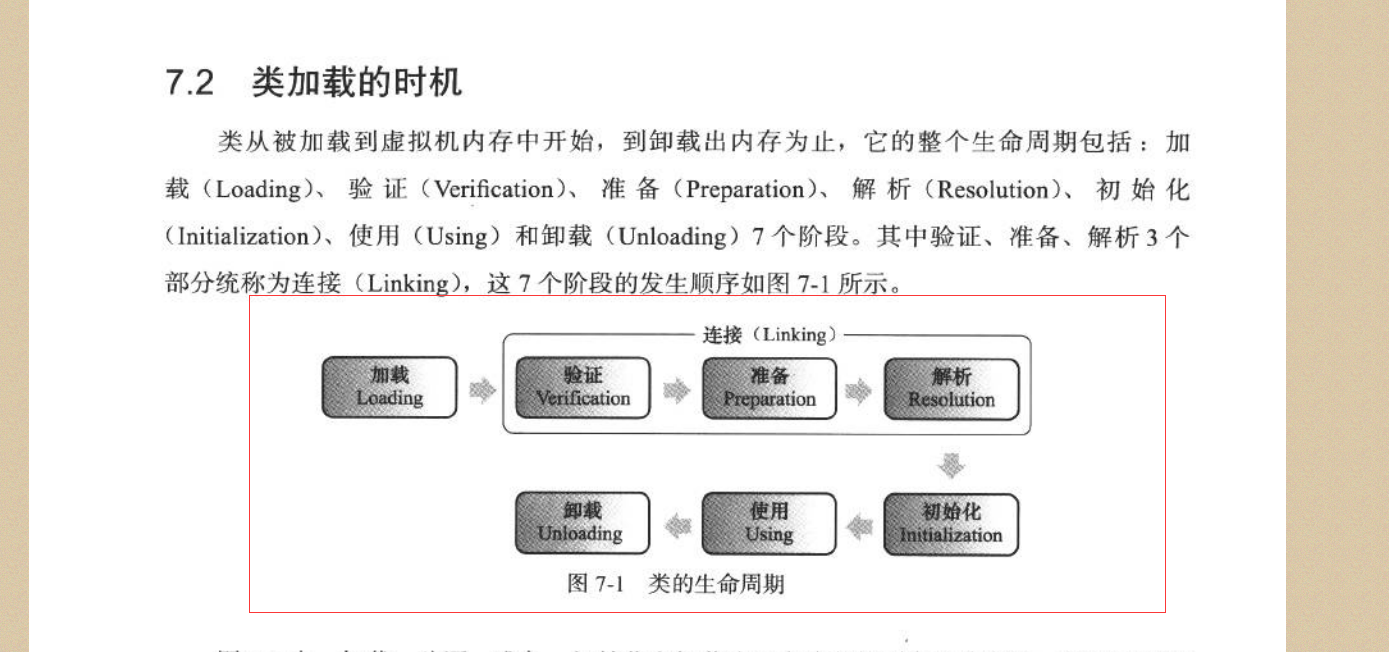 7.2 类加载的时机
类从被加载到虚拟机内存中开始，到卸载出内存为止，它的整个生命周期包括：加
载（Loading）、验证（Verification）、准备（Preparation）、解析（Resolution）、初始化
（Initialization）、使用（Using）和卸载（Unloading）7 个阶段。其中验证、准备、解析 3 个
部分统称为连接（Linking），这 7 个阶段的发生顺序如图 7-1 所示。
连接（Linking）
加载
Loading
验证
Verification
准备
Preparation
解析
Resolution
卸载
Unloading
使用
Using
初始化
Initialization
图 7-1 类的生命周期